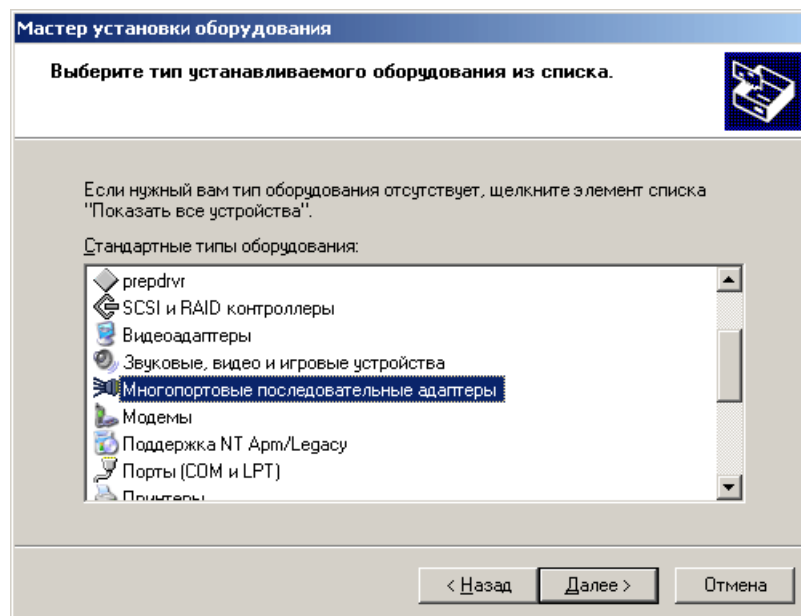 Мастер установки оборудования
Выберите тип устанавливаемого оборудования из списка.
Если нужный вам тип оборудования отсутствует, щелкните элемент списка
"Показать все устройства".
Стандартные типы оборудования:
prepdrvr
SCSI и RAID контроллеры
Видеоадаптеры
Звуковые, видео и игровые устройства
Многопортовые последовательные адаптеры
Модемы
Поддержка NT Apm/Legacy
Порты (COM и LPT)
Принтеры
< Назад
Далее >
Отмена